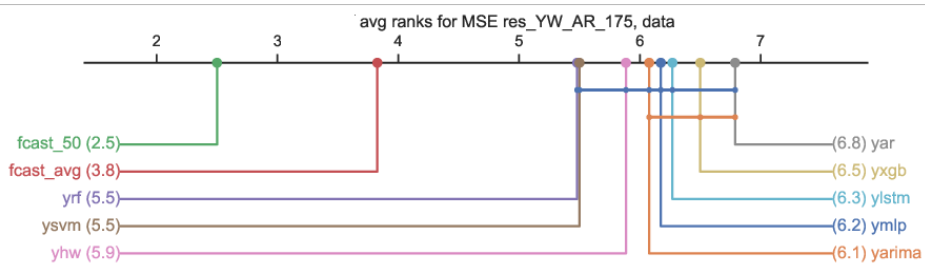 avg ranks for MSE res_YW_AR_175, data
2 3 4 5 6 7
fcast_50 (2.5) (6.8) yar
fcast_avg (3.8) (6.5) yxgb
yrf (5.5) (6.3) ylstm
ysvm (5.5) (6.2) ymlp
yhw (5.9) (6.1) yarima